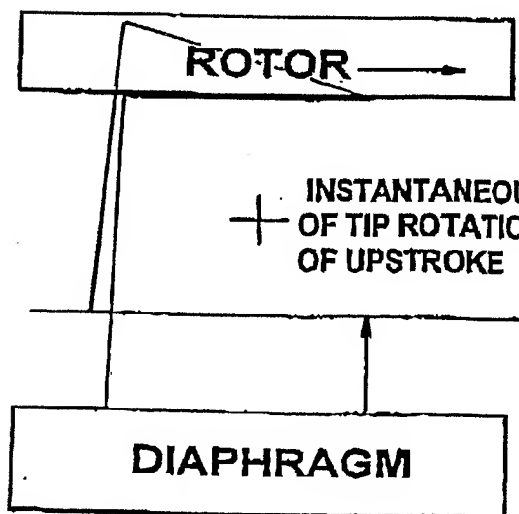 ROTOR
INSTANTANEOU
OF TIP ROTATIO
OF UPSTROKE
DIAPHRAGM